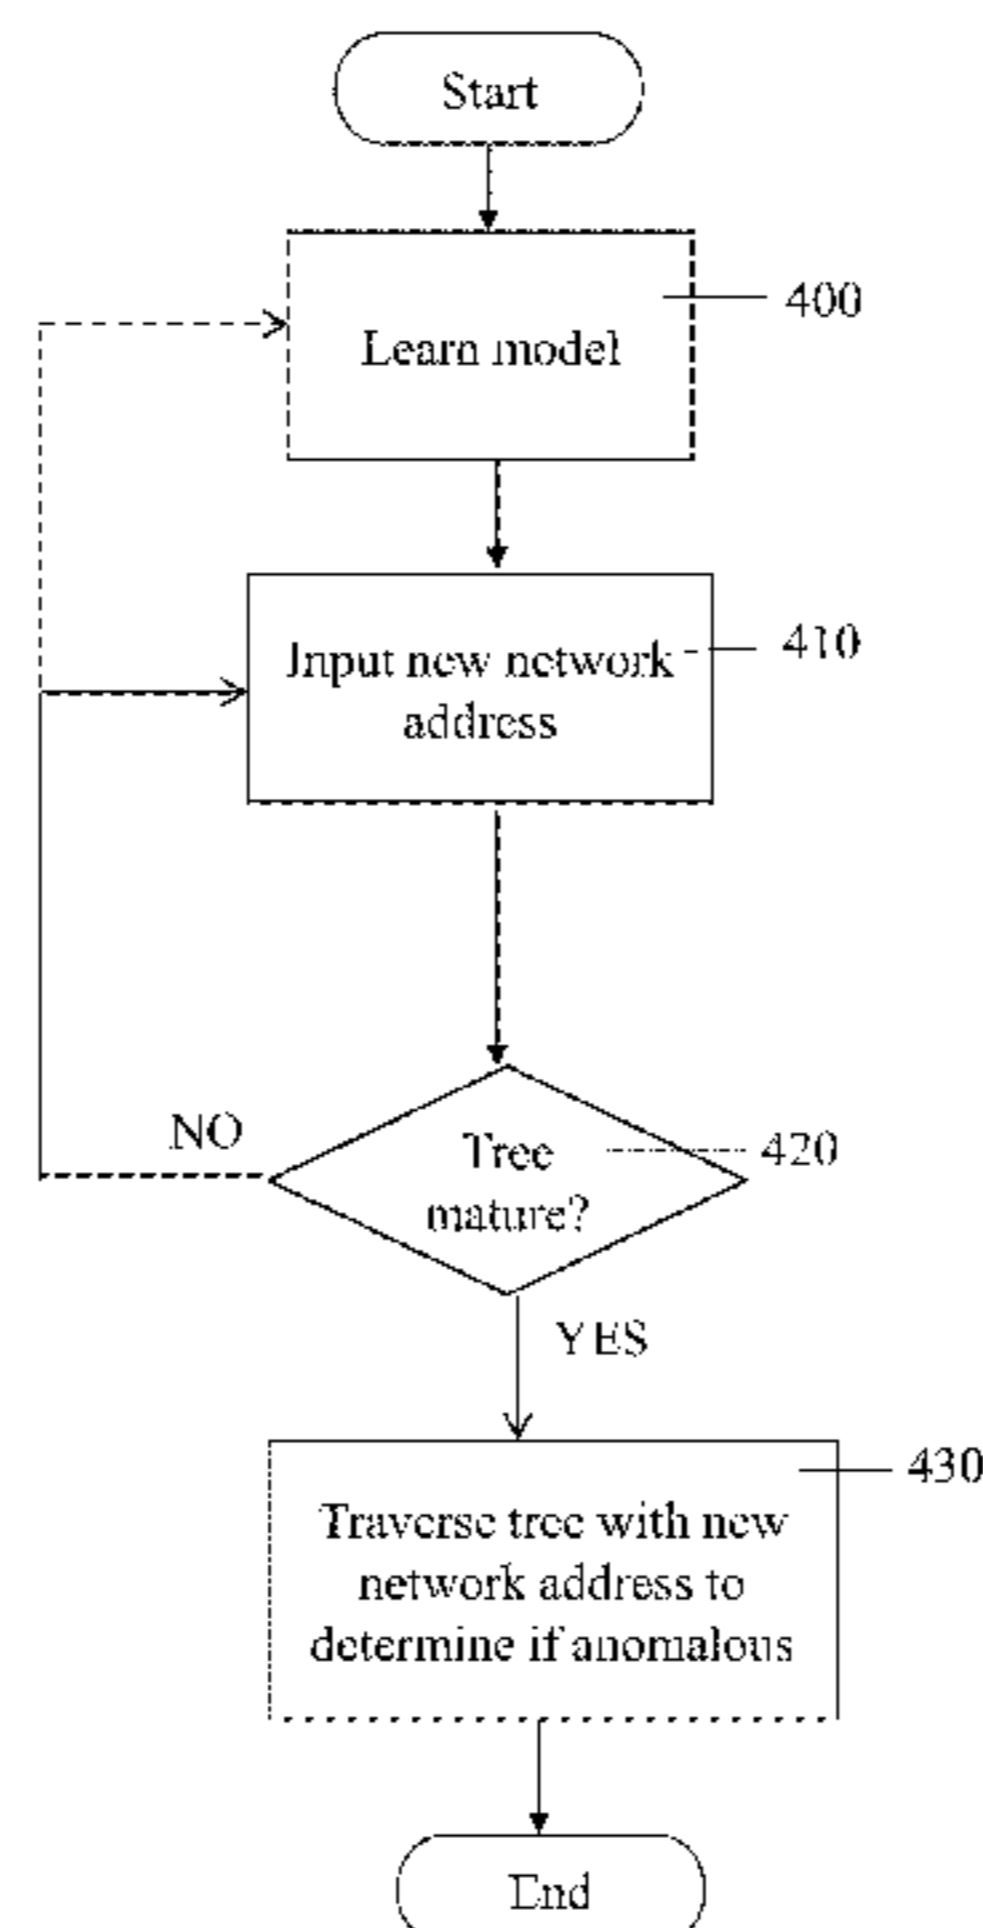 Start
Learn model
400
Input new network
address
410
Tree
mature?
420
NO
YES
430
Traverse tree with new
network address to
determine if anomalous
End